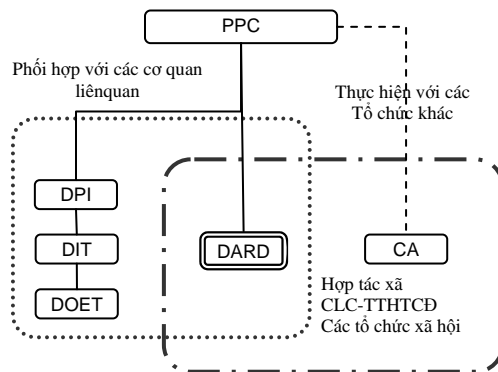 PPC
Phối hợp với các cơ quan
liênquan
Thực hiện với các
Tổ chức khác
DPI
DIT
DARD
CA
DOET
Hợp tác xã
CLC-TTHTCĐ
Các tổ chức xã hội